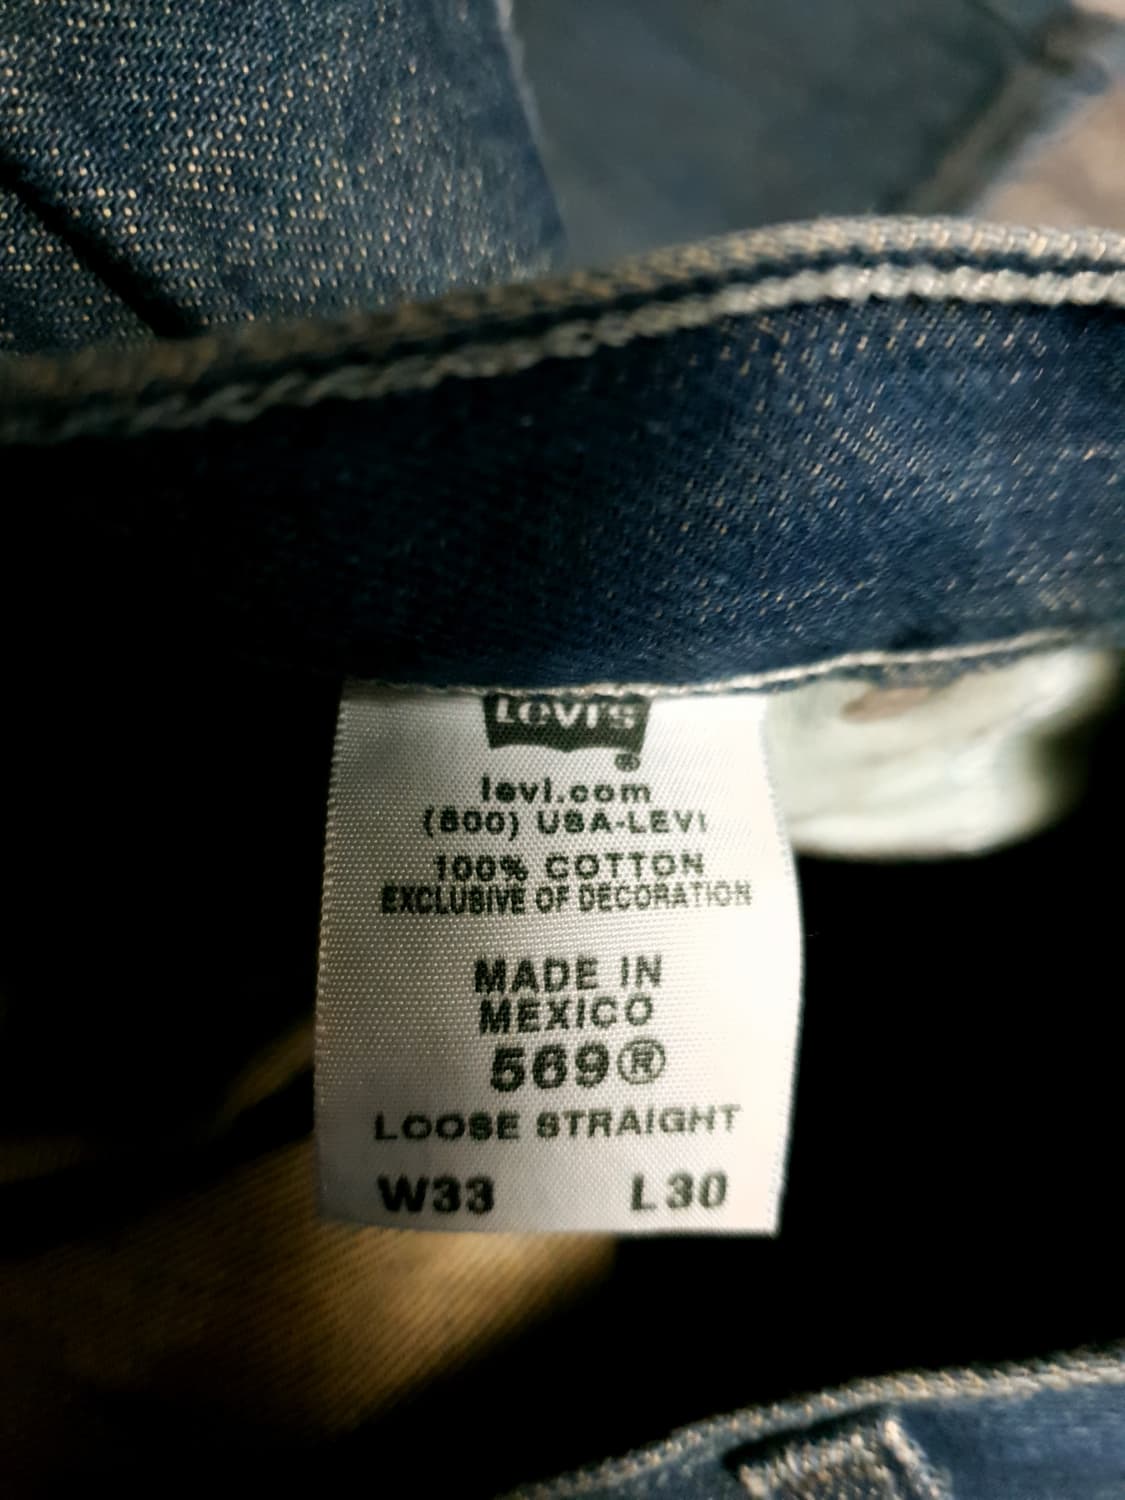 Levi's
®
levi.com
(800) USA-LEVI
100% COTTON
EXCLUSIVE OF DECORATION
MADE IN
MEXICO
569®
LOOSE STRAIGHT
W33 L30